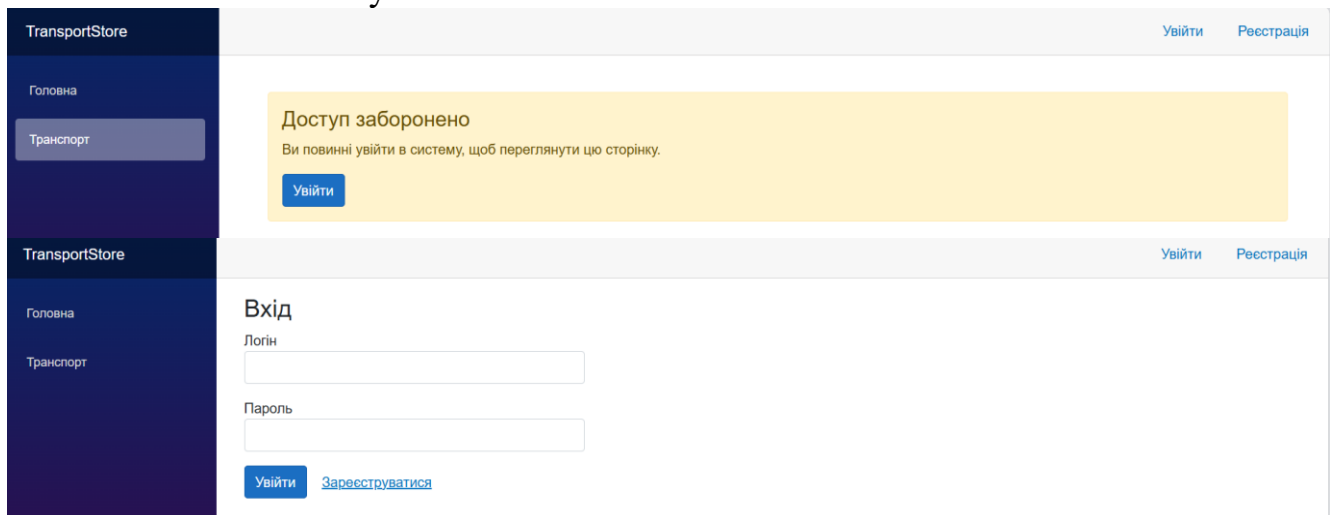 TransportStore
Увійти Реєстрація
Головна
Транспорт
Доступ заборонено
Ви повинні увійти в систему, щоб переглянути цю сторінку.
Увійти
TransportStore
Увійти Реєстрація
Головна
Транспорт
Вхід
Логін
Пароль
Увійти Зареєструватися